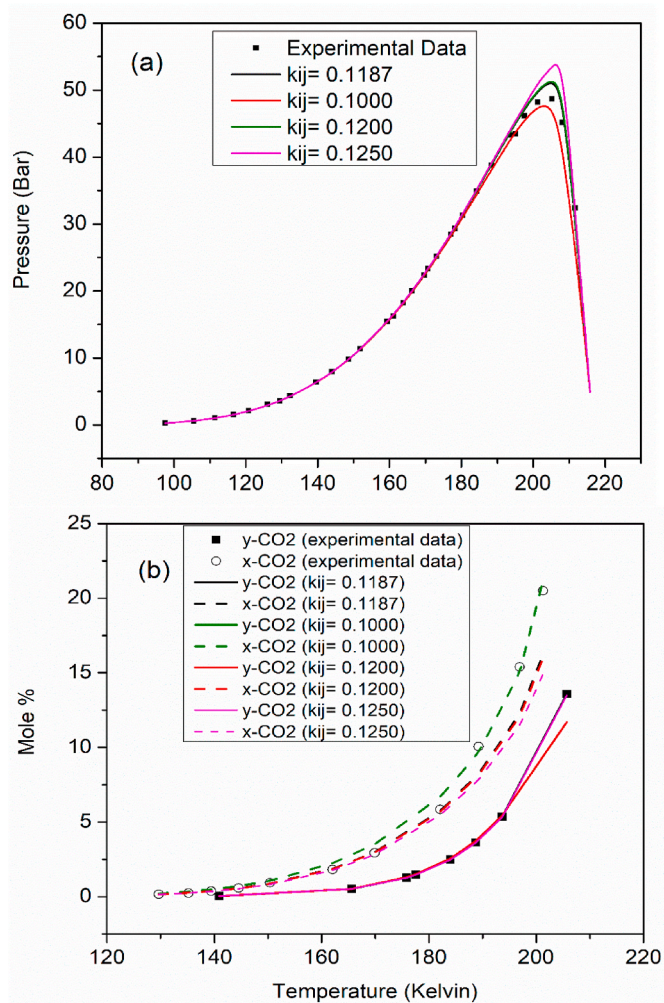 (a)
Experimental Data
kij= 0.1187
kij= 0.1000
kij= 0.1200
kij= 0.1250
Pressure (Bar)
60
50
40
30
20
10
0
80 100 120 140 160 180 200 220
(b)
y-CO2 (experimental data)
x-CO2 (experimental data)
y-CO2 (kij= 0.1187)
x-CO2 (kij= 0.1187)
y-CO2 (kij= 0.1000)
x-CO2 (kij= 0.1000)
y-CO2 (kij= 0.1200)
x-CO2 (kij= 0.1200)
y-CO2 (kij= 0.1250)
x-CO2 (kij= 0.1250)
Mole %
25
20
15
10
5
0
120 140 160 180 200 220
Temperature (Kelvin)